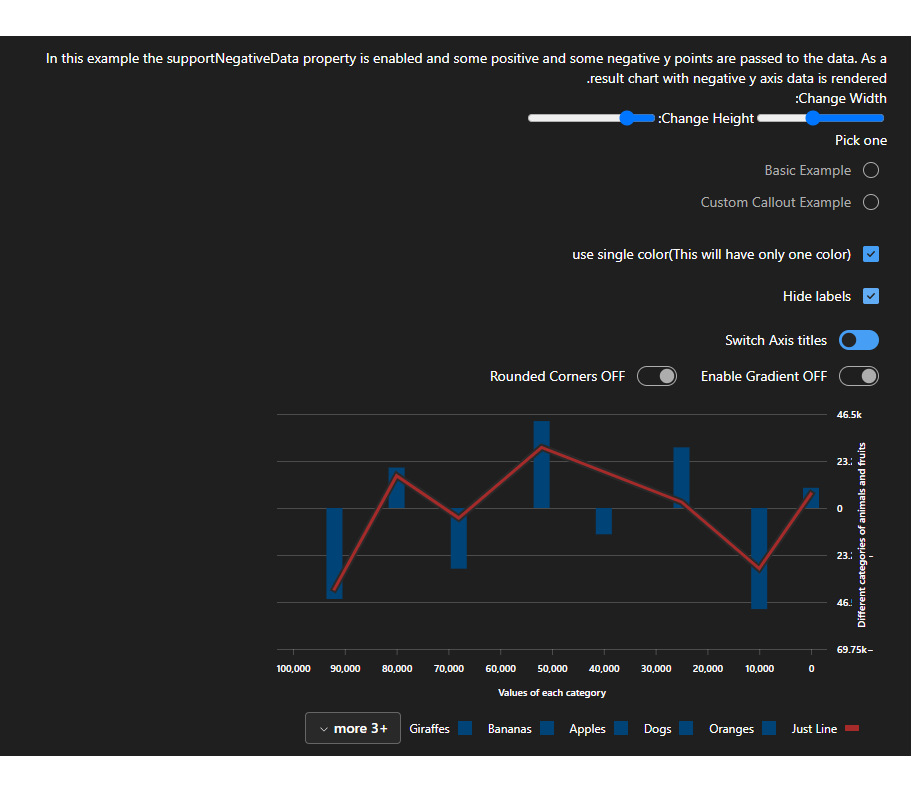 In this example the supportNegativeData property is enabled and some positive and some negative y points are passed to the data. As a
.result chart with negative y axis data is rendered
:Change Width
:Change Height
Pick one
Basic Example
Custom Callout Example
use single color(This will have only one color)
Hide labels
Switch Axis titles
Rounded Corners OFF Enable Gradient OFF
46.5k
23.
0
23.
46.
69.75k–
Different categories of animals and fruits
100,000 90,000 80,000 70,000 60,000 50,000 40,000 30,000 20,000 10,000 0
Values of each category
more 3+ Giraffes Bananas Apples Dogs Oranges Just Line